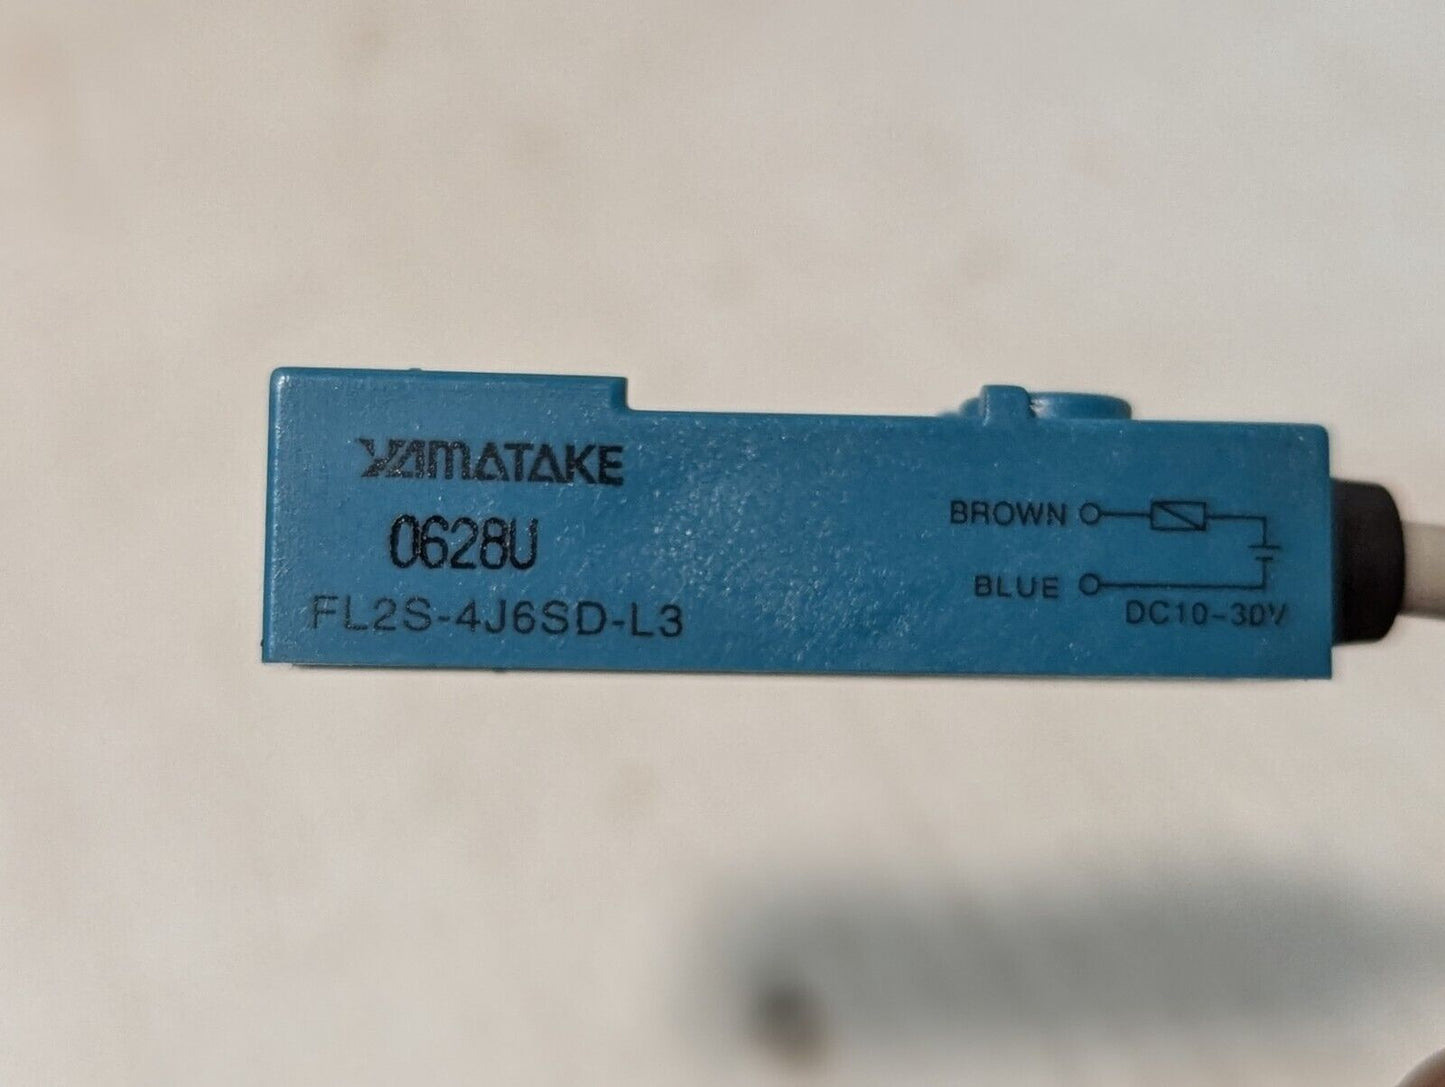 YAMATAKE
0628U
FL2S-4J6SD-L3
BROWN
BLUE
DC10-30V